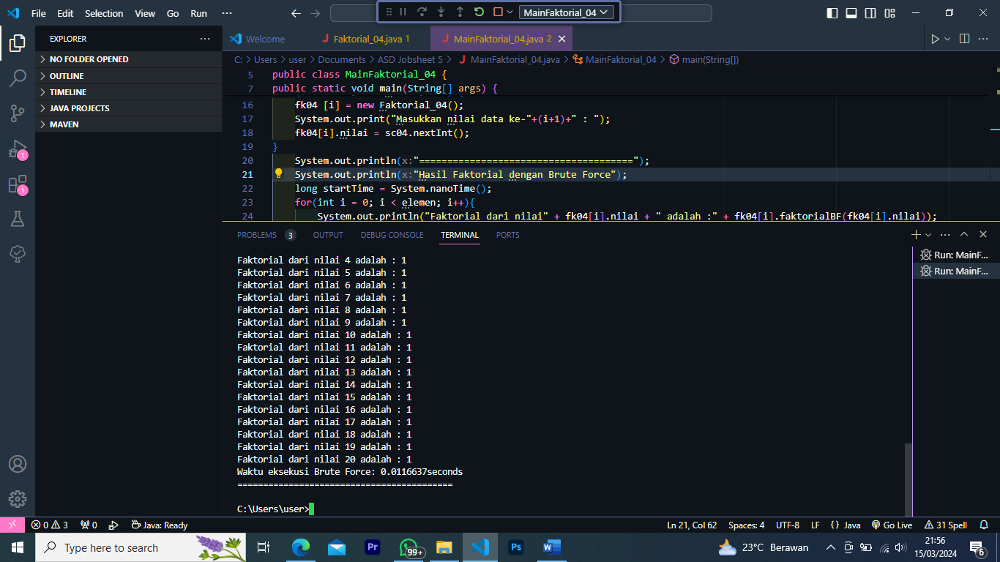 File Edit Selection View Go Run ··· MainFaktorial_04
EXPLORER ···
NO FOLDER OPENED
OUTLINE
TIMELINE
JAVA PROJECTS
MAVEN
1
1
Welcome J Faktorial_04.java 1 J MainFaktorial_04.java 2
C: > Users > user > Documents > ASD Jobsheet 5 > J MainFaktorial_04.java > MainFaktorial_04 > main(String[])
5 public class MainFaktorial_04 {
7 public static void main(String[] args) {
16 fk04 [i] = new Faktorial_04();
17 System.out.print("Masukkan nilai data ke-"+(i+1)+" : ");
18 fk04[i].nilai = sc04.nextInt();
19 }
20 System.out.println(x:"======================================");
21 System.out.println(x:"Hasil Faktorial dengan Brute Force");
22 long startTime = System.nanoTime();
23 for(int i = 0; i < elemen; i++){
24 System.out.println("Faktorial dari nilai" + fk04[i].nilai + " adalah :" + fk04[i].faktorialBF(fk04[i].nilai));
PROBLEMS 3 OUTPUT DEBUG CONSOLE TERMINAL PORTS
Run: MainF...
Run: MainF...
Faktorial dari nilai 4 adalah : 1
Faktorial dari nilai 5 adalah : 1
Faktorial dari nilai 6 adalah : 1
Faktorial dari nilai 7 adalah : 1
Faktorial dari nilai 8 adalah : 1
Faktorial dari nilai 9 adalah : 1
Faktorial dari nilai 10 adalah : 1
Faktorial dari nilai 11 adalah : 1
Faktorial dari nilai 12 adalah : 1
Faktorial dari nilai 13 adalah : 1
Faktorial dari nilai 14 adalah : 1
Faktorial dari nilai 15 adalah : 1
Faktorial dari nilai 16 adalah : 1
Faktorial dari nilai 17 adalah : 1
Faktorial dari nilai 18 adalah : 1
Faktorial dari nilai 19 adalah : 1
Faktorial dari nilai 20 adalah : 1
Waktu eksekusi Brute Force: 0.0116637seconds
==========================================
C:\Users\user>
0 3 0 Java: Ready Ln 21, Col 62 Spaces: 4 UTF-8 LF {} Java Go Live 31 Spell
Type here to search Pr 99+ Ps W 23°C Berawan 21:56
15/03/2024 6